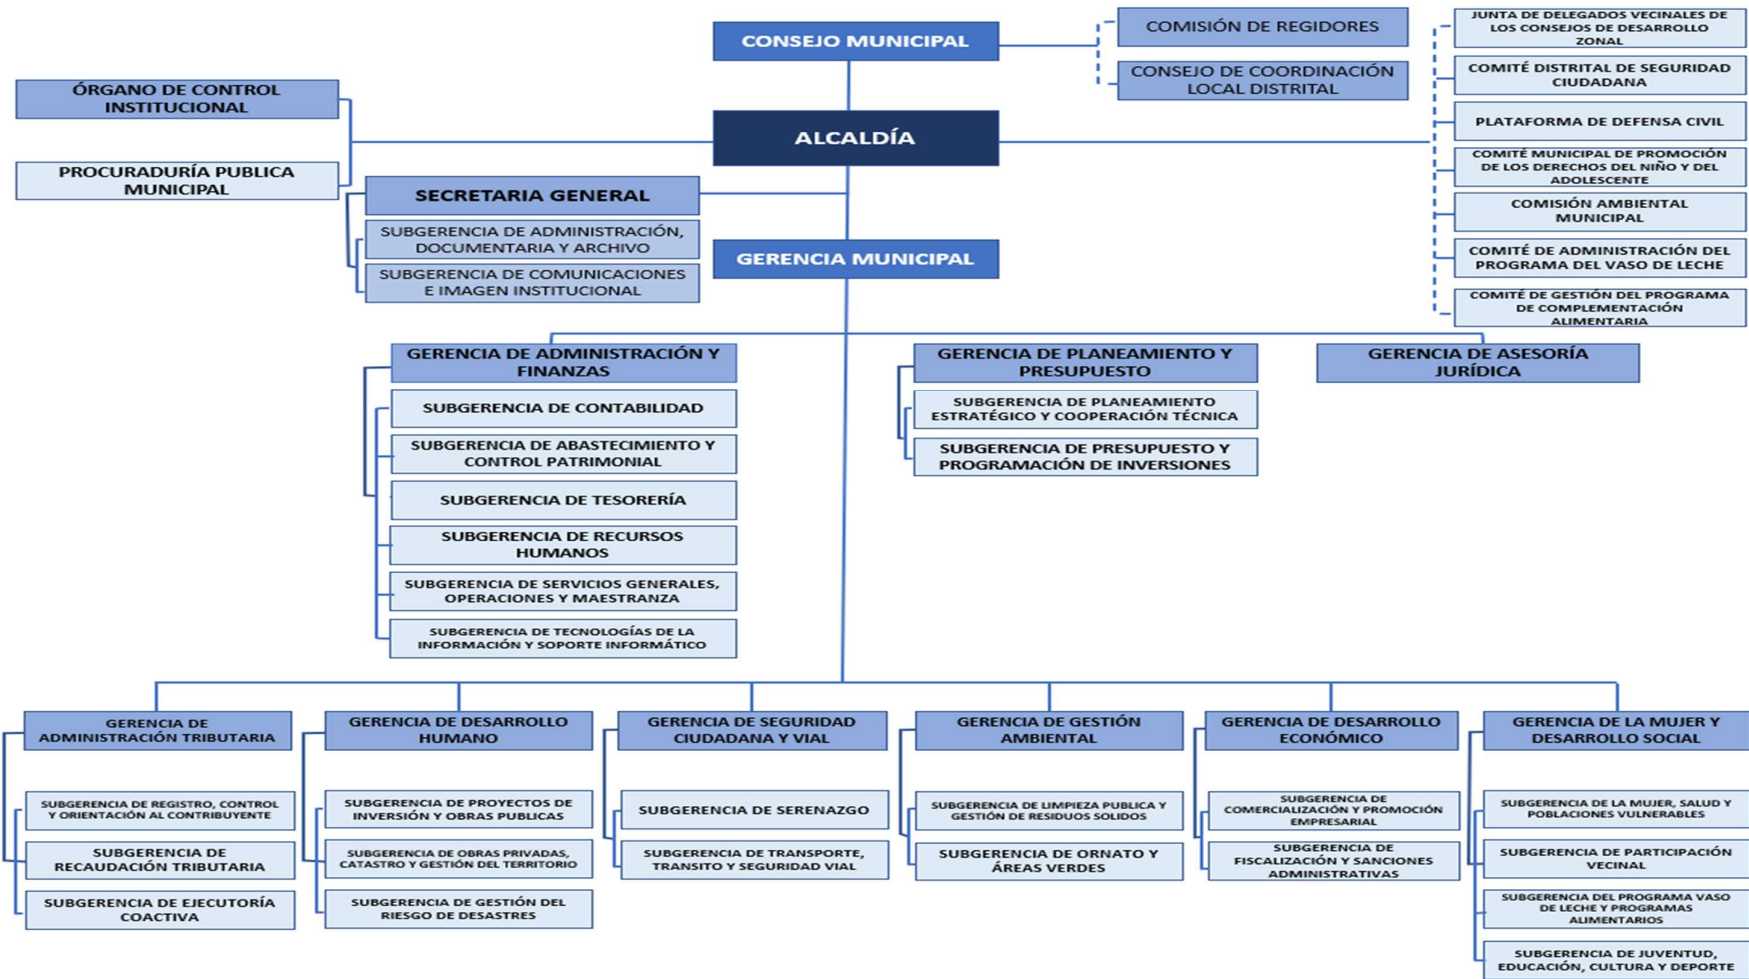 CONSEJO MUNICIPAL
COMISIÓN DE REGIDORES
CONSEJO DE COORDINACIÓN
LOCAL DISTRITAL
JUNTA DE DELEGADOS VECINALES DE
LOS CONSEJOS DE DESARROLLO
ZONAL
COMITÉ DISTRITAL DE SEGURIDAD
CIUDADANA
PLATAFORMA DE DEFENSA CIVIL
COMITÉ MUNICIPAL DE PROMOCIÓN
DE LOS DERECHOS DEL NIÑO Y DEL
ADOLESCENTE
COMISIÓN AMBIENTAL
MUNICIPAL
COMITÉ DE ADMINISTRACIÓN DEL
PROGRAMA DEL VASO DE LECHE
COMITÉ DE GESTIÓN DEL PROGRAMA
DE COMPLEMENTACIÓN
ALIMENTARIA
ÓRGANO DE CONTROL
INSTITUCIONAL
ALCALDÍA
PROCURADURÍA PUBLICA
MUNICIPAL
SECRETARIA GENERAL
SUBGERENCIA DE ADMINISTRACIÓN,
DOCUMENTARIA Y ARCHIVO
SUBGERENCIA DE COMUNICACIONES
E IMAGEN INSTITUCIONAL
GERENCIA MUNICIPAL
GERENCIA DE ADMINISTRACIÓN Y
FINANZAS
SUBGERENCIA DE CONTABILIDAD
SUBGERENCIA DE ABASTECIMIENTO Y
CONTROL PATRIMONIAL
SUBGERENCIA DE TESORERÍA
SUBGERENCIA DE RECURSOS
HUMANOS
SUBGERENCIA DE SERVICIOS GENERALES,
OPERACIONES Y MAESTRANZA
SUBGERENCIA DE TECNOLOGÍAS DE LA
INFORMACIÓN Y SOPORTE INFORMÁTICO
GERENCIA DE PLANEAMIENTO Y
PRESUPUESTO
SUBGERENCIA DE PLANEAMIENTO
ESTRATÉGICO Y COOPERACIÓN TÉCNICA
SUBGERENCIA DE PRESUPUESTO Y
PROGRAMACIÓN DE INVERSIONES
GERENCIA DE ASESORÍA
JURÍDICA
GERENCIA DE
ADMINISTRACIÓN TRIBUTARIA
SUBGERENCIA DE REGISTRO, CONTROL
Y ORIENTACIÓN AL CONTRIBUYENTE
SUBGERENCIA DE
RECAUDACIÓN TRIBUTARIA
SUBGERENCIA DE EJECUTORÍA
COACTIVA
GERENCIA DE DESARROLLO
HUMANO
SUBGERENCIA DE PROYECTOS DE
INVERSIÓN Y OBRAS PUBLICAS
SUBGERENCIA DE OBRAS PRIVADAS,
CATASTRO Y GESTIÓN DEL TERRITORIO
SUBGERENCIA DE GESTIÓN DEL
RIESGO DE DESASTRES
GERENCIA DE SEGURIDAD
CIUDADANA Y VIAL
SUBGERENCIA DE SERENAZGO
SUBGERENCIA DE TRANSPORTE,
TRANSITO Y SEGURIDAD VIAL
GERENCIA DE GESTIÓN
AMBIENTAL
SUBGERENCIA DE LIMPIEZA PUBLICA Y
GESTIÓN DE RESIDUOS SOLIDOS
SUBGERENCIA DE ORNATO Y
ÁREAS VERDES
GERENCIA DE DESARROLLO
ECONÓMICO
SUBGERENCIA DE
COMERCIALIZACIÓN Y PROMOCIÓN
EMPRESARIAL
SUBGERENCIA DE
FISCALIZACIÓN Y SANCIONES
ADMINISTRATIVAS
GERENCIA DE LA MUJER Y
DESARROLLO SOCIAL
SUBGERENCIA DE LA MUJER, SALUD Y
POBLACIONES VULNERABLES
SUBGERENCIA DE PARTICIPACIÓN
VECINAL
SUBGERENCIA DEL PROGRAMA VASO
DE LECHE Y PROGRAMAS
ALIMENTARIOS
SUBGERENCIA DE JUVENTUD,
EDUCACIÓN, CULTURA Y DEPORTE